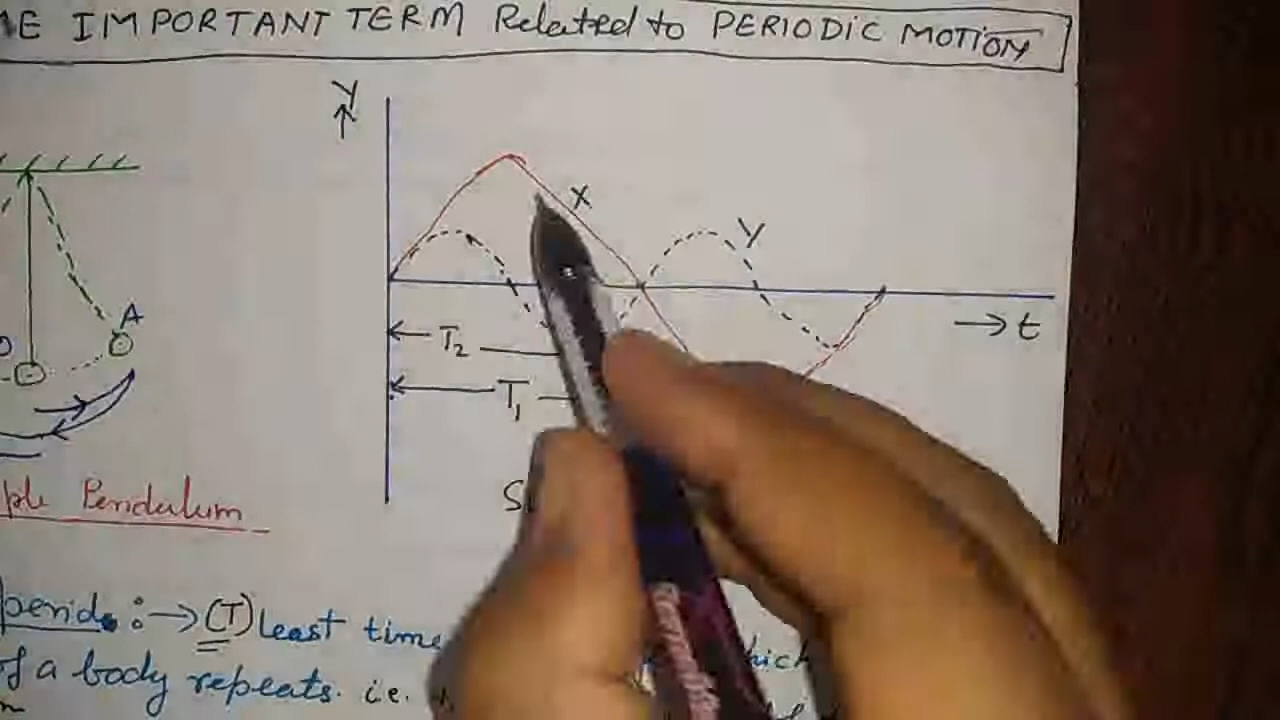 IMPORTANT TERM Related to PERIODIC MOTION
Y
X
Y
A
→ t
T2
T1
Pendulum
period :→ (T) Least time
of a body repeats. i.e.